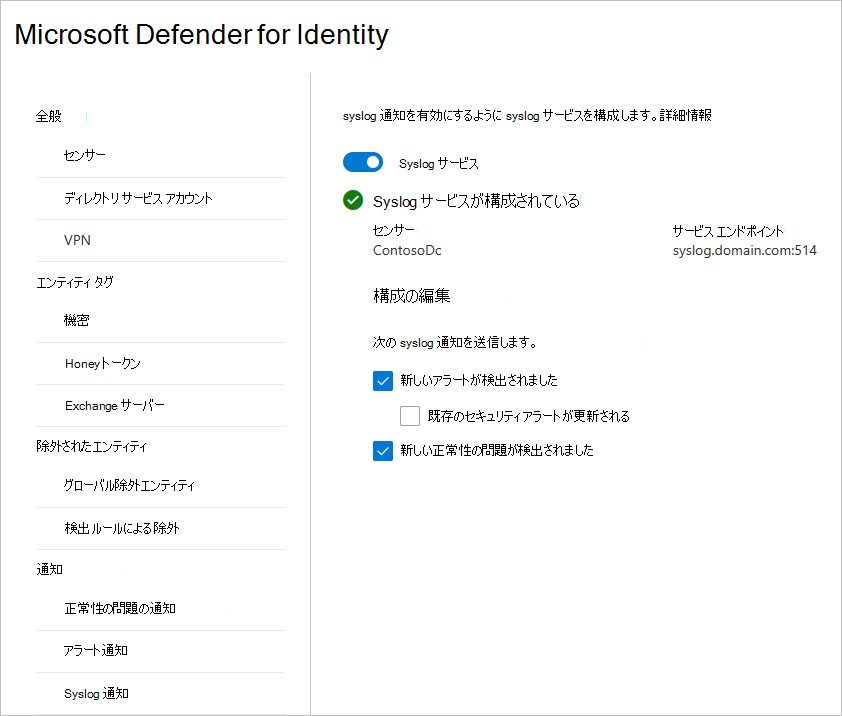 Microsoft Defender for Identity
全般
センサー
ディレクトリ サービス アカウント
VPN
エンティティ タグ
機密
Honeyトークン
Exchange サーバー
除外されたエンティティ
グローバル除外エンティティ
検出ルールによる除外
通知
正常性の問題の通知
アラート通知
Syslog 通知
syslog 通知を有効にするように syslog サービスを構成します。詳細情報
Syslog サービス
Syslog サービスが構成されている
センサー
ContosoDc
サービス エンドポイント
syslog.domain.com:514
構成の編集
次の syslog 通知を送信します。
新しいアラートが検出されました
既存のセキュリティアラートが更新される
新しい正常性の問題が検出されました